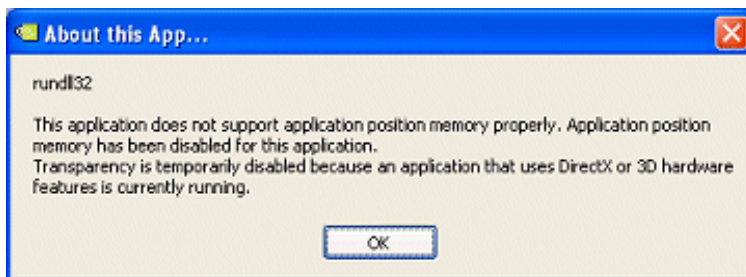 About this App...
rundll32
This application does not support application position memory properly. Application position
memory has been disabled for this application.
Transparency is temporarily disabled because an application that uses DirectX or 3D hardware
features is currently running.
OK